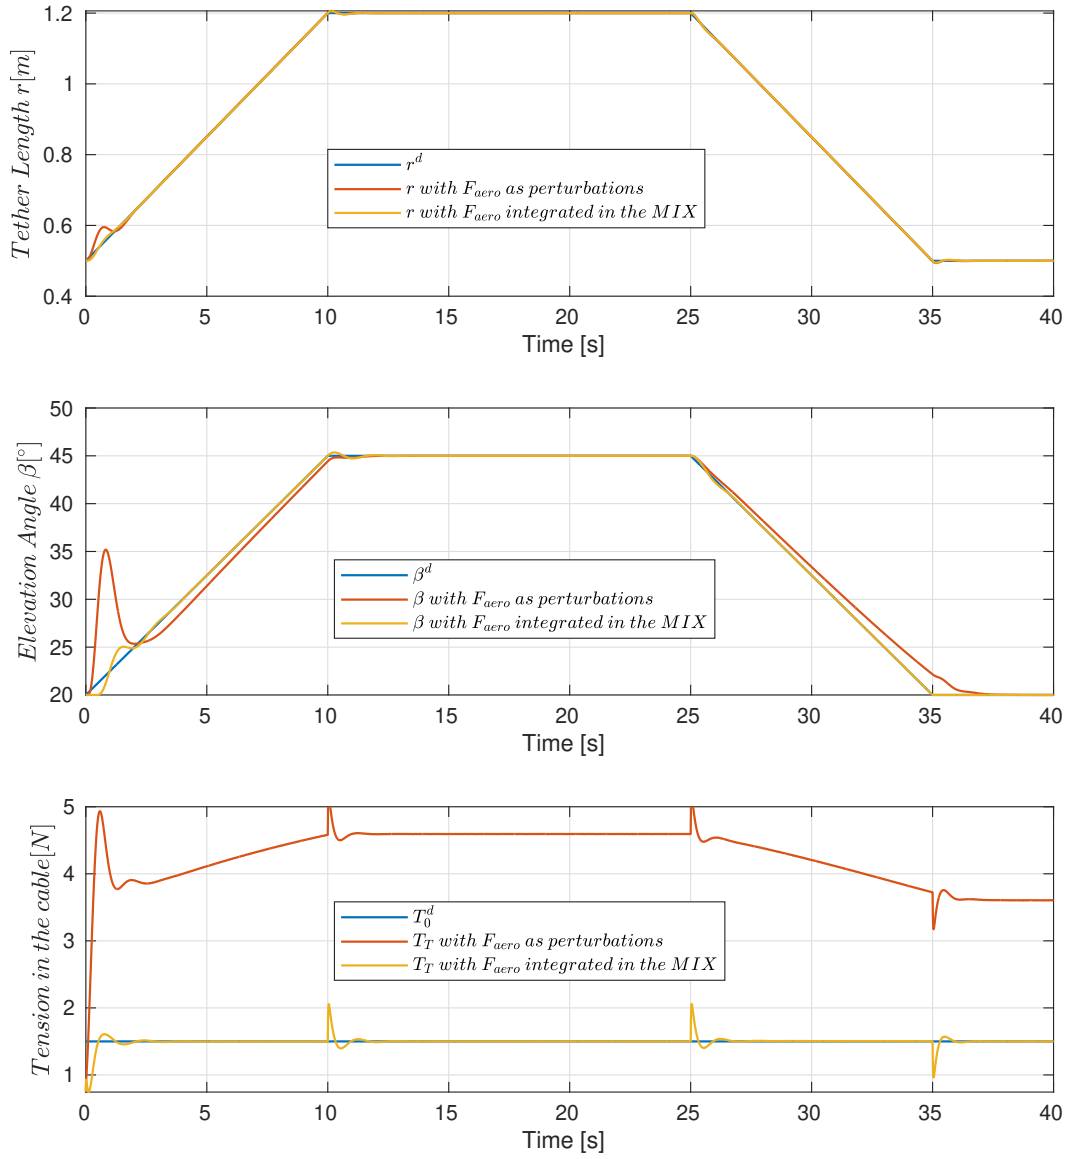 Tether Length r[m]
1.2
1
0.8
0.6
0.4
r^d
r with F_aero as perturbations
r with F_aero integrated in the MIX
0 5 10 15 20 25 30 35 40
Time [s]
Elevation Angle β[°]
50
45
40
35
30
25
20
β^d
β with F_aero as perturbations
β with F_aero integrated in the MIX
0 5 10 15 20 25 30 35 40
Time [s]
Tension in the cable[N]
5
4
3
2
1
T_0^d
T_T with F_aero as perturbations
T_T with F_aero integrated in the MIX
0 5 10 15 20 25 30 35 40
Time [s]